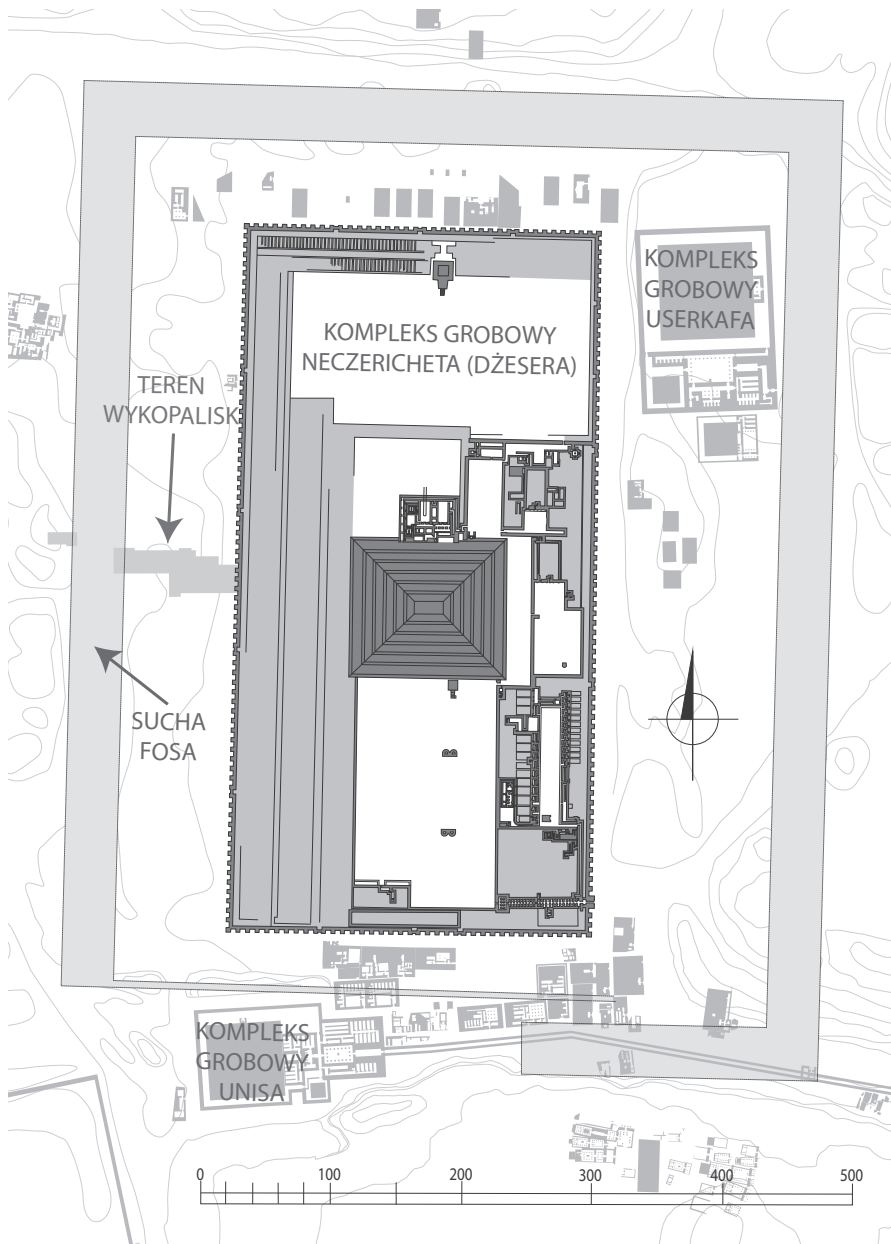 KOMPLEKS
GROBOWY
USERKAFA
KOMPLEKS GROBOWY
NECZERICHETA (DŻESERA)
TEREN
WYKOPALISK
SUCHA
FOSA
KOMPLEKS
GROBOWY
UNISA
0 100 200 300 400 500